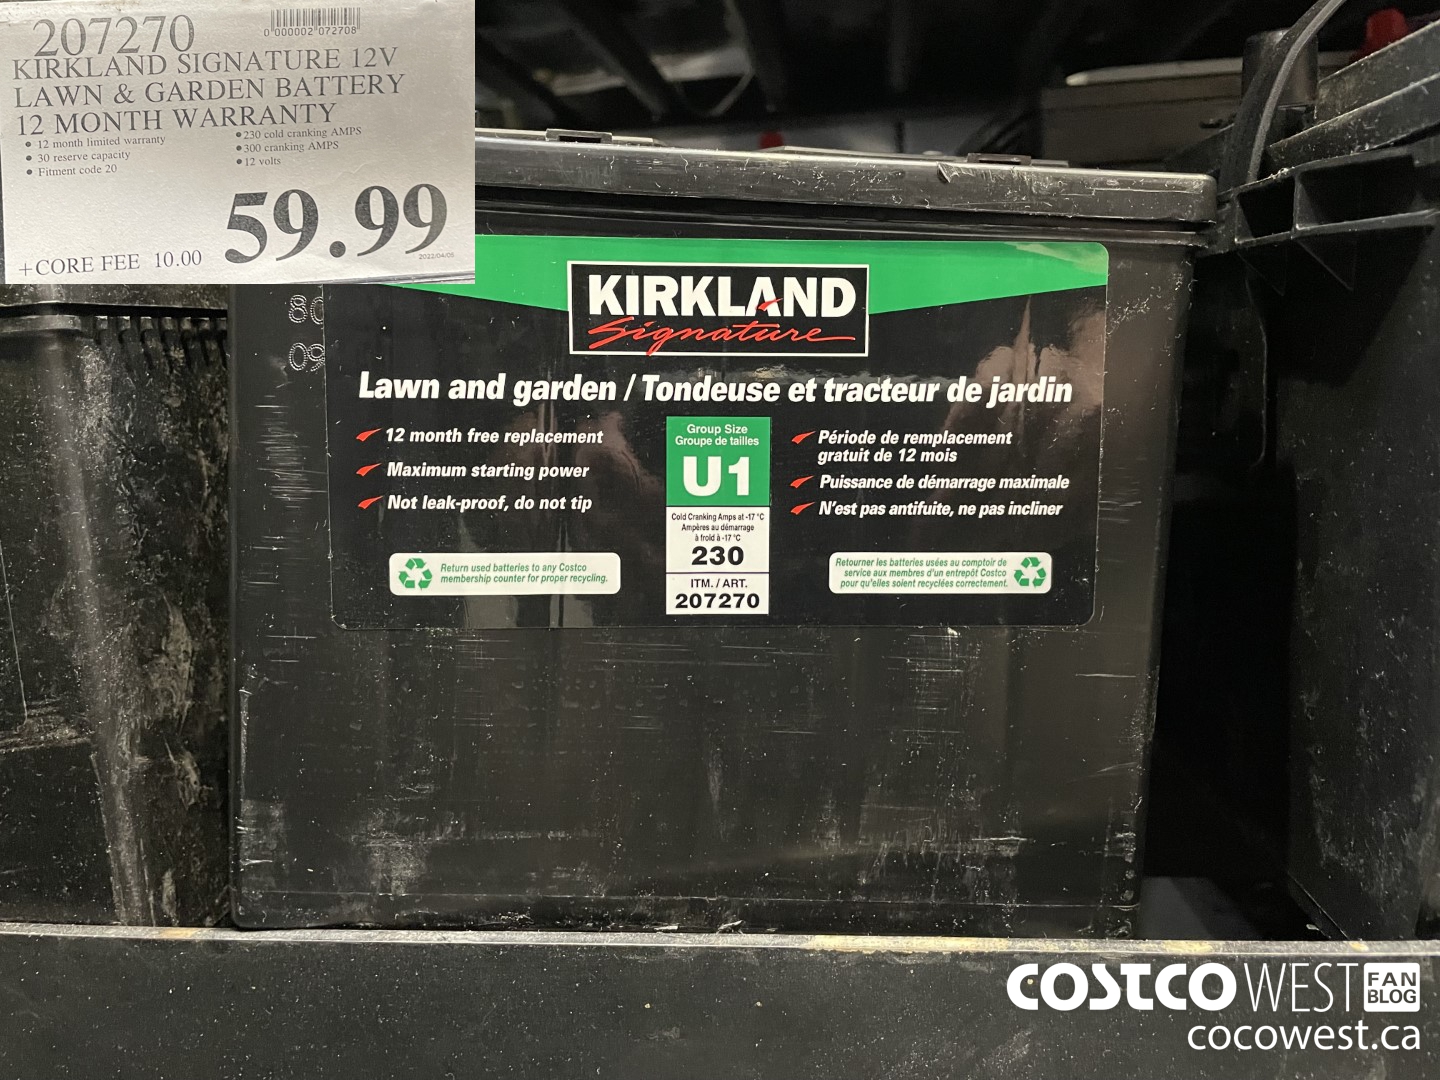 207270
0 000002 072708
KIRKLAND SIGNATURE 12V
LAWN & GARDEN BATTERY
12 MONTH WARRANTY
• 12 month limited warranty
• 30 reserve capacity
• Fitment code 20
• 230 cold cranking AMPS
• 300 cranking AMPS
• 12 volts
59.99
+CORE FEE 10.00
2022/04/05
80
09
KIRKLAND
Signature
Lawn and garden / Tondeuse et tracteur de jardin
12 month free replacement
Maximum starting power
Not leak-proof, do not tip
Return used batteries to any Costco
membership counter for proper recycling.
Group Size
Groupe de tailles
U1
Cold Cranking Amps at -17 °C
Ampères au démarrage
à froid à -17 °C
230
ITM. / ART.
207270
Période de remplacement
gratuit de 12 mois
Puissance de démarrage maximale
N'est pas antifuite, ne pas incliner
Retourner les batteries usées au comptoir de
service aux membres d'un entrepôt Costco
pour qu'elles soient recyclées correctement.
COSTCO WEST FAN
BLOG
cocowest.ca